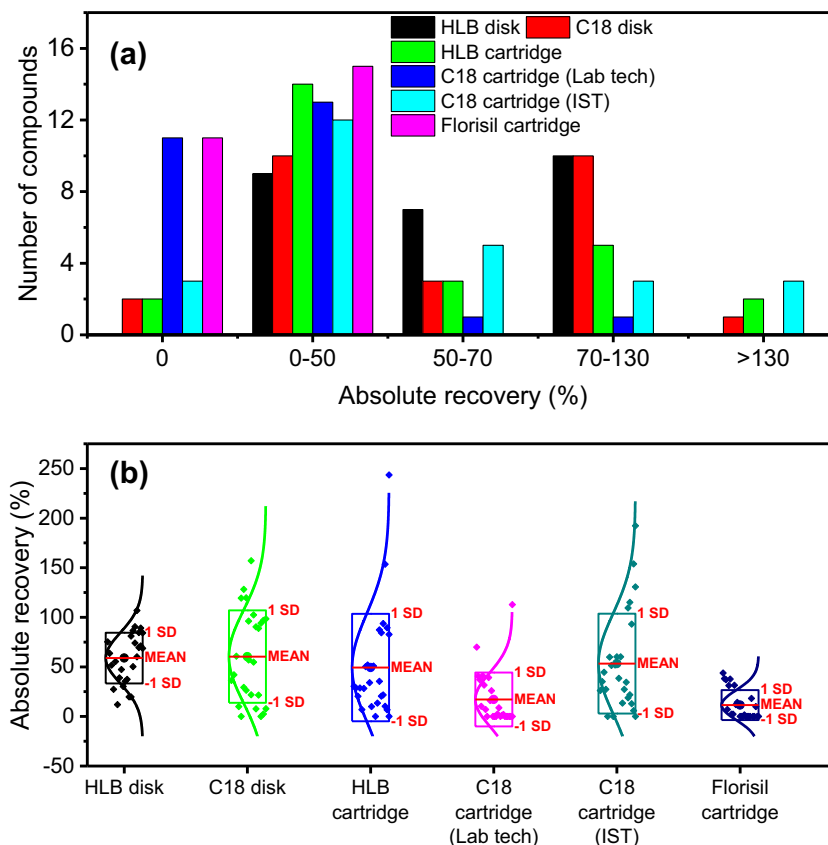 (a)
HLB disk C18 disk
HLB cartridge
C18 cartridge (Lab tech)
C18 cartridge (IST)
Florisil cartridge
Number of compounds
16
12
8
4
0
0 0-50 50-70 70-130 >130
Absolute recovery (%)
(b)
Absolute recovery (%)
250
200
150
100
50
0
-50
1 SD
MEAN
-1 SD
1 SD
MEAN
-1 SD
1 SD
MEAN
-1 SD
1 SD
MEAN
-1 SD
1 SD
MEAN
-1 SD
1 SD
MEAN
-1 SD
HLB disk
C18 disk
HLB
cartridge
C18
cartridge
(Lab tech)
C18
cartridge
(IST)
Florisil
cartridge